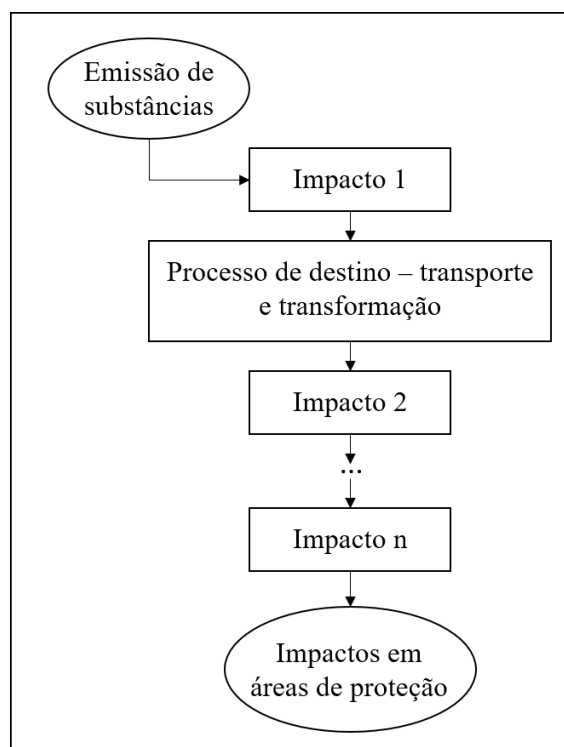 Emissão de
substâncias
Impacto 1
Processo de destino – transporte
e transformação
Impacto 2
...
Impacto n
Impactos em
áreas de proteção